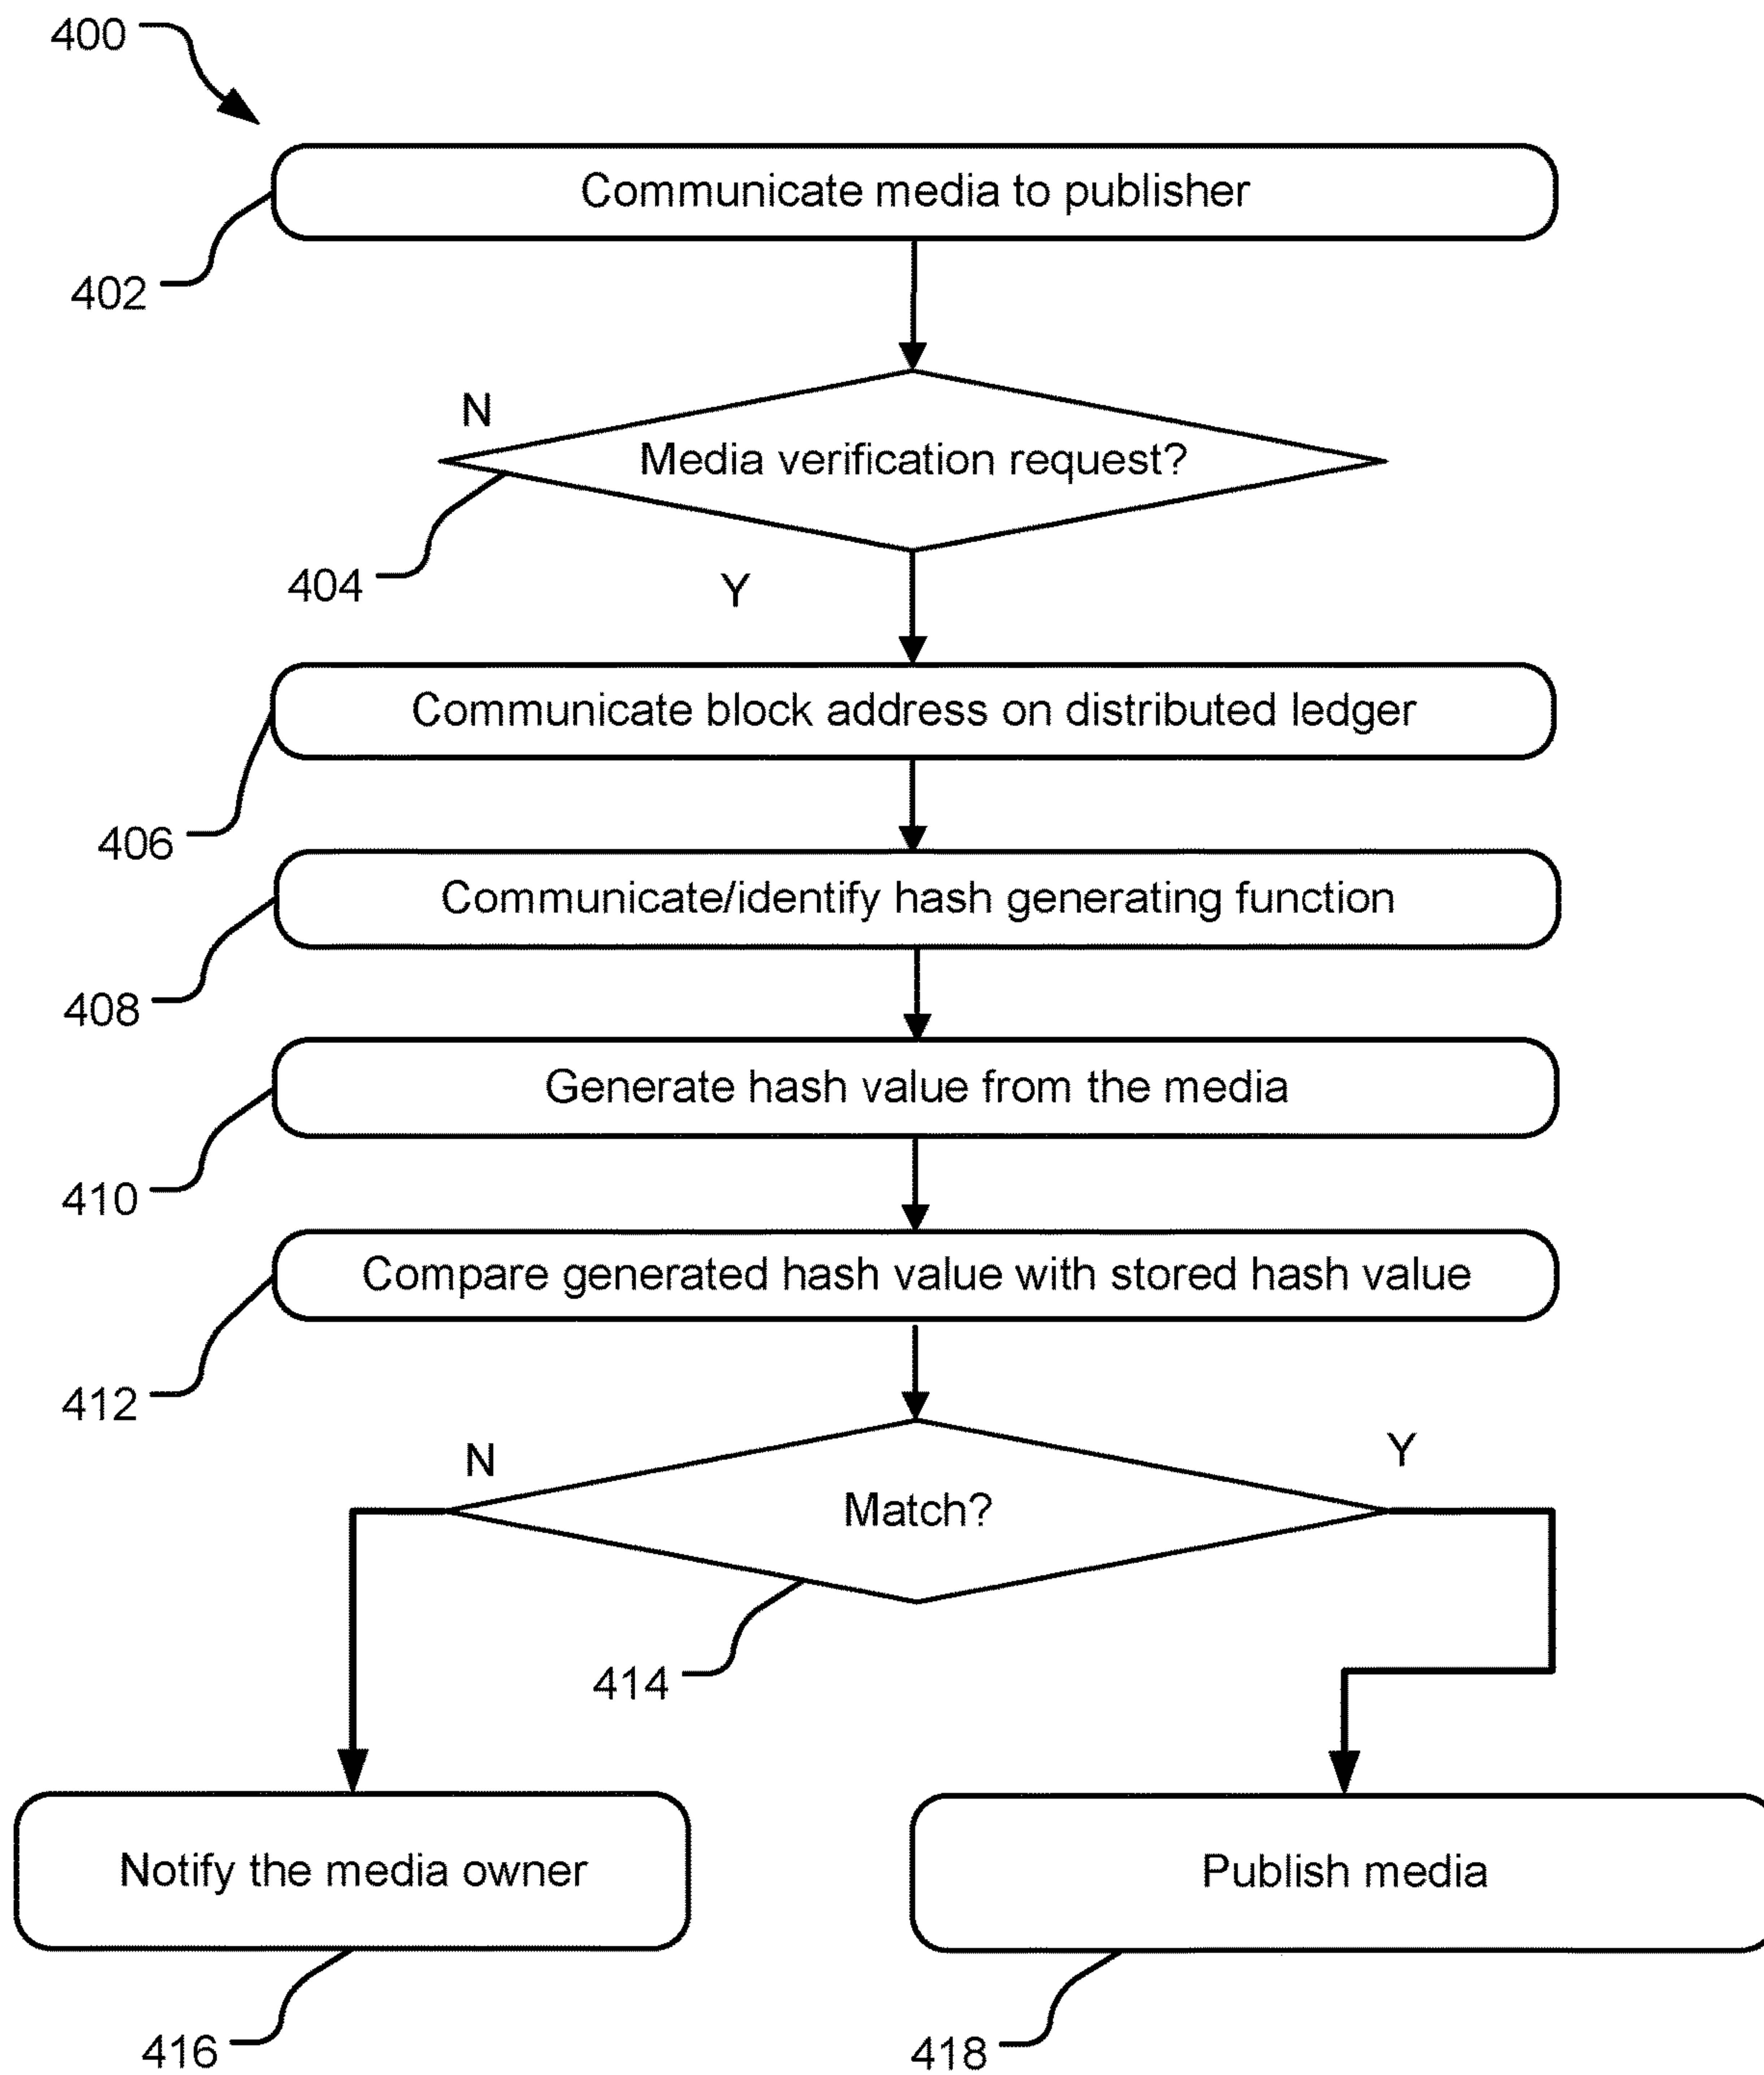 400
Communicate media to publisher
402
N
Media verification request?
404
Y
Communicate block address on distributed ledger
406
Communicate/identify hash generating function
408
Generate hash value from the media
410
Compare generated hash value with stored hash value
412
N
Y
Match?
414
Notify the media owner
Publish media
416
418